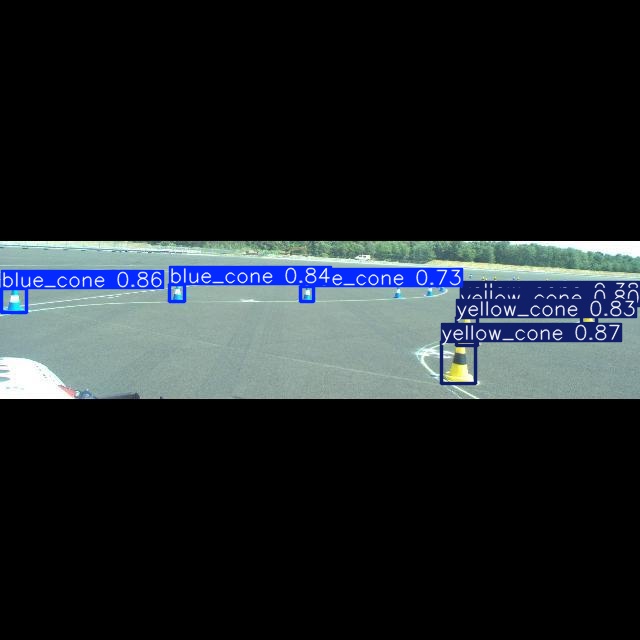 blue_cone 0.86
blue_cone 0.84
e_cone 0.73
yellow_cone 0.83
yellow_cone 0.87